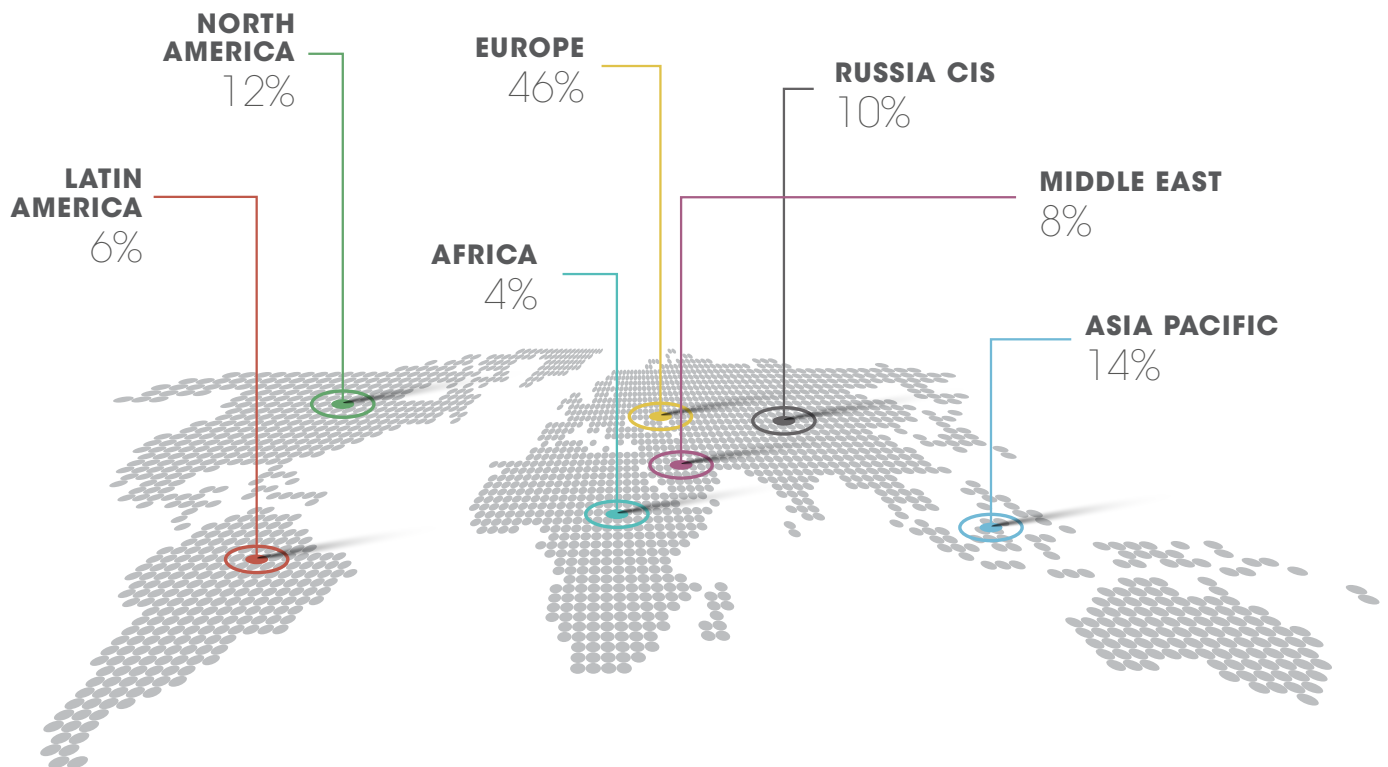 NORTH
AMERICA
12%
EUROPE
46%
RUSSIA CIS
10%
LATIN
AMERICA
6%
MIDDLE EAST
8%
AFRICA
4%
ASIA PACIFIC
14%